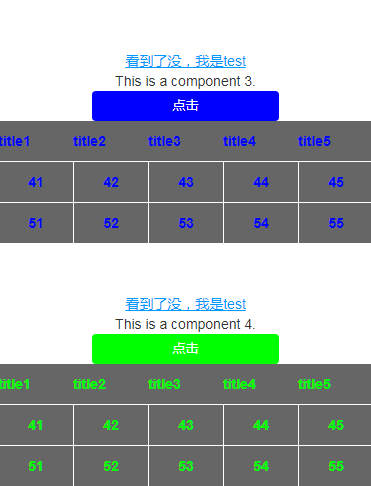 看到了没，我是test
This is a component 3.
点击
title1 title2 title3 title4 title5
41 42 43 44 45
51 52 53 54 55
看到了没，我是test
This is a component 4.
点击
title1 title2 title3 title4 title5
41 42 43 44 45
51 52 53 54 55